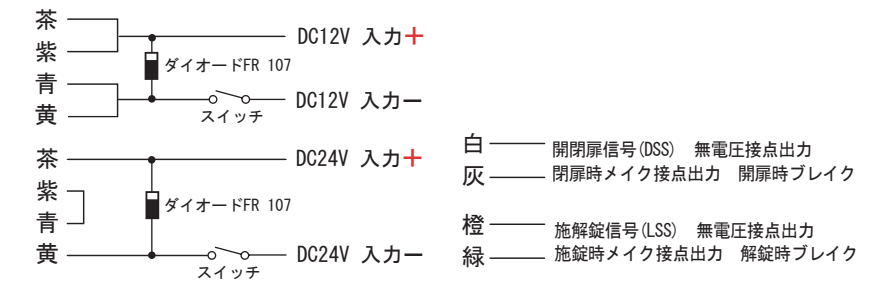 茶
紫
青
黄
DC12V 入力＋
ダイオードFR 107
DC12V 入力ー
スイッチ
茶
紫
青
黄
DC24V 入力＋
ダイオードFR 107
DC24V 入力ー
スイッチ
白
開閉扉信号(DSS) 無電圧接点出力
灰
閉扉時メイク接点出力 開扉時ブレイク
橙
施解錠信号(LSS) 無電圧接点出力
緑
施錠時メイク接点出力 解錠時ブレイク